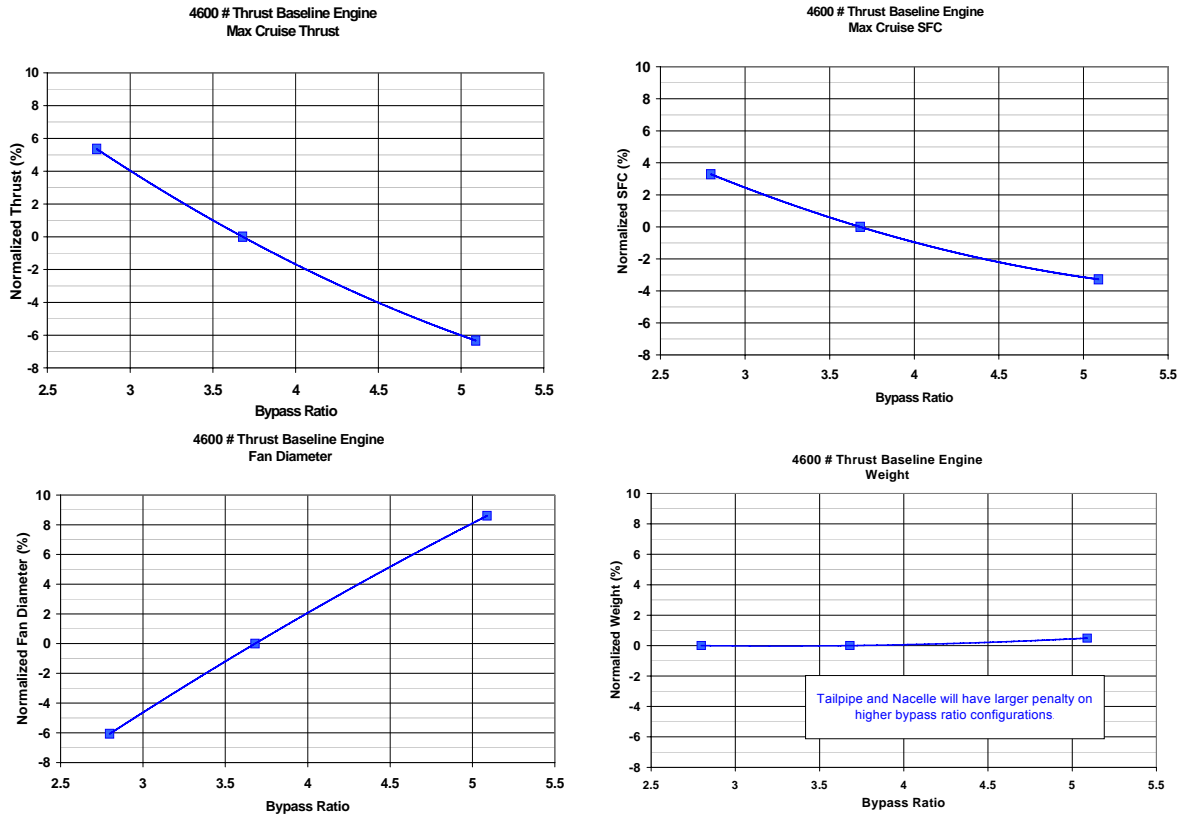 4600 # Thrust Baseline Engine
Max Cruise Thrust
Normalized Thrust (%)
10
8
6
4
2
0
-2
-4
-6
-8
2.5 3 3.5 4 4.5 5 5.5
Bypass Ratio
4600 # Thrust Baseline Engine
Max Cruise SFC
Normalized SFC (%)
10
8
6
4
2
0
-2
-4
-6
-8
2.5 3 3.5 4 4.5 5 5.5
Bypass Ratio
4600 # Thrust Baseline Engine
Fan Diameter
Normalized Fan Diameter (%)
10
8
6
4
2
0
-2
-4
-6
-8
2.5 3 3.5 4 4.5 5 5.5
Bypass Ratio
4600 # Thrust Baseline Engine
Weight
Normalized Weight (%)
10
8
6
4
2
0
-2
-4
-6
-8
Tailpipe and Nacelle will have larger penalty on
higher bypass ratio configurations
2.5 3 3.5 4 4.5 5 5.5
Bypass Ratio